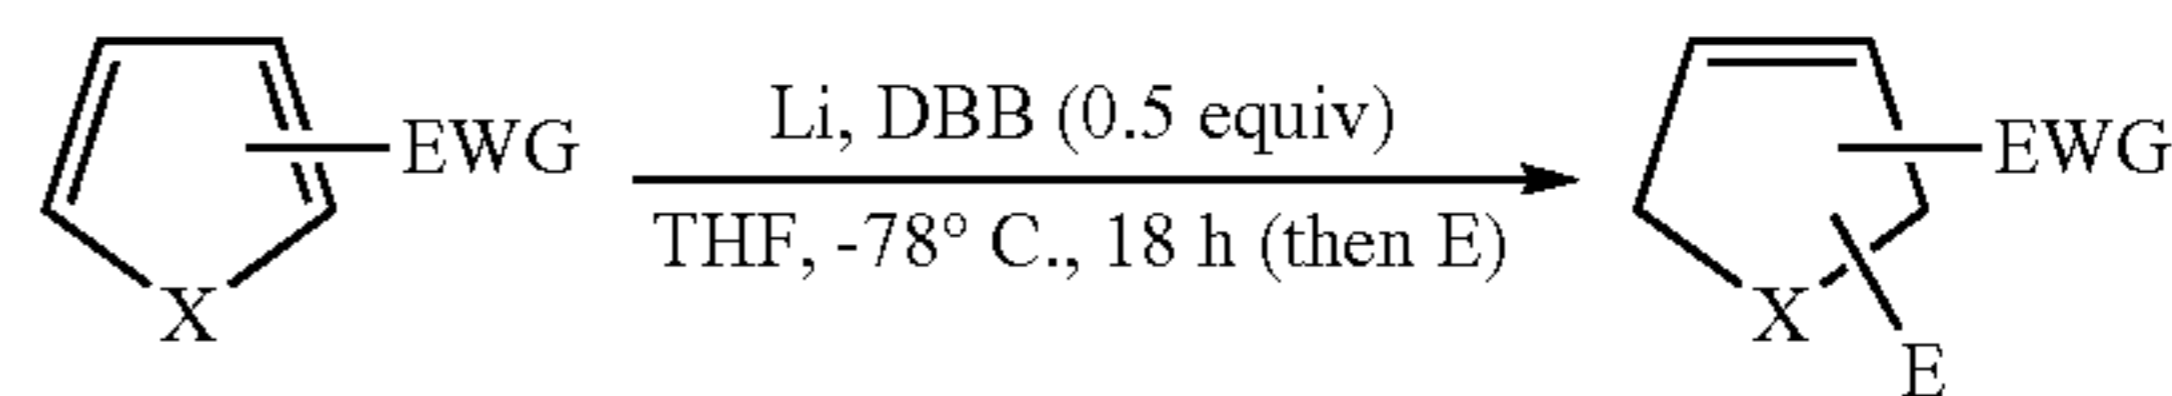 Li, DBB (0.5 equiv)
EWG
EWG
THF, -78° C., 18 h (then E)
X
X
E